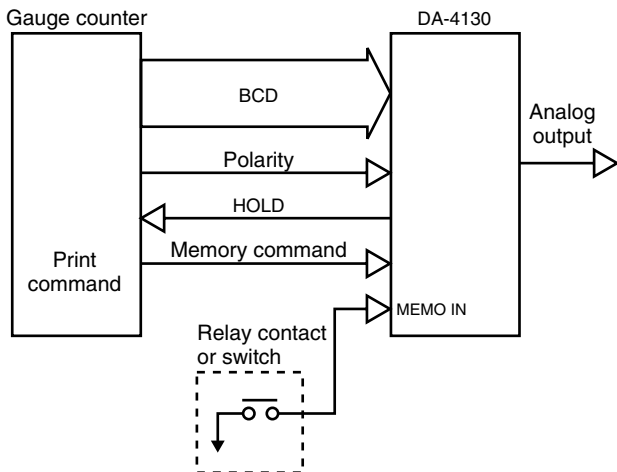 Gauge counter
DA-4130
BCD
Analog
output
Polarity
HOLD
Memory command
Print
command
MEMO IN
Relay contact
or switch